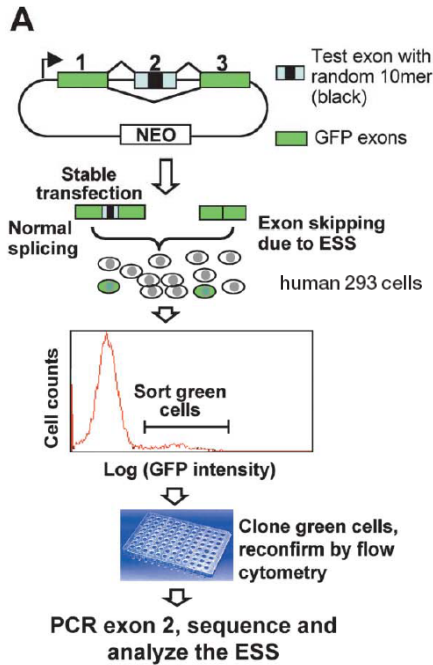 A
1 2 3
NEO
Test exon with
random 10mer
(black)
GFP exons
Stable
transfection
Normal
splicing
Exon skipping
due to ESS
human 293 cells
Cell counts
Sort green
cells
Log (GFP intensity)
Clone green cells,
reconfirm by flow
cytometry
PCR exon 2, sequence and
analyze the ESS